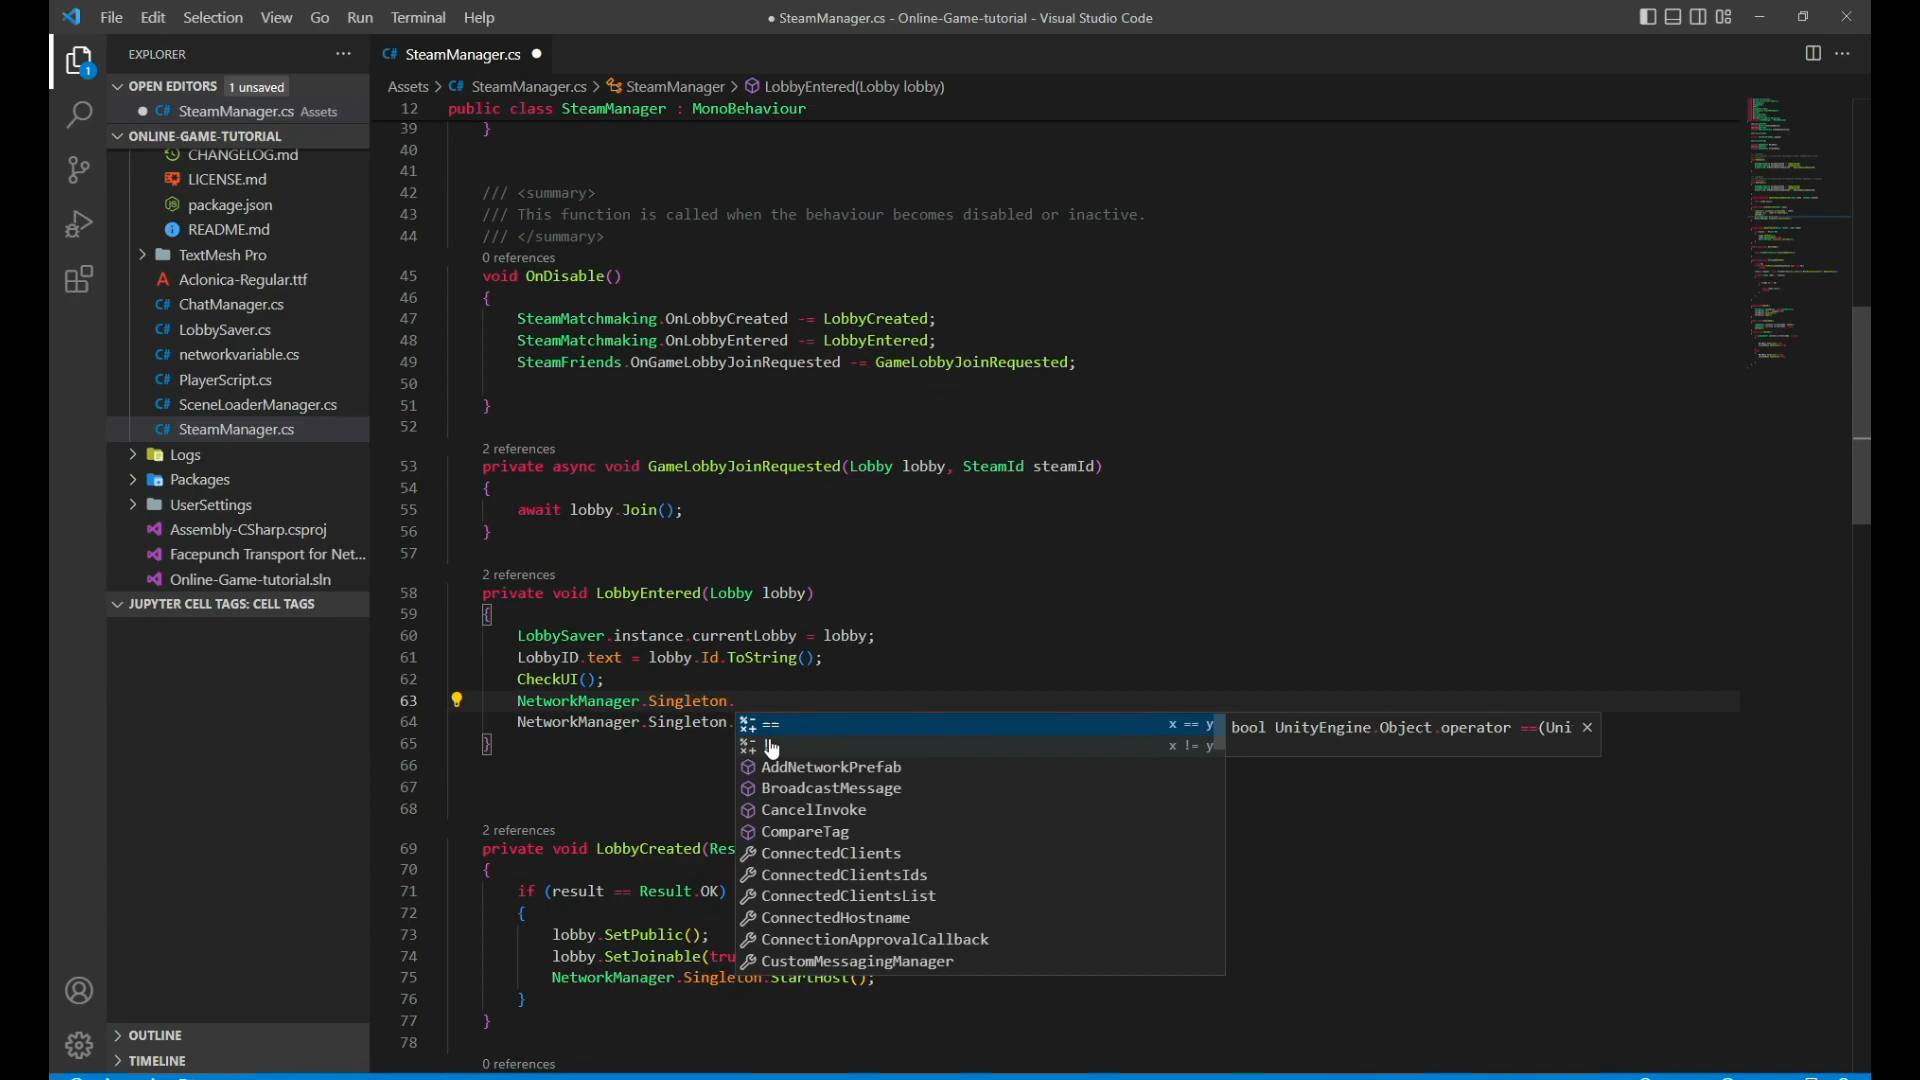 File Edit Selection View Go Run Terminal Help
● SteamManager.cs - Online-Game-tutorial - Visual Studio Code
EXPLORER
OPEN EDITORS 1 unsaved
C# SteamManager.cs Assets
ONLINE-GAME-TUTORIAL
CHANGELOG.md
LICENSE.md
package.json
README.md
TextMesh Pro
Aclonica-Regular.ttf
C# ChatManager.cs
C# LobbySaver.cs
C# networkvariable.cs
C# PlayerScript.cs
C# SceneLoaderManager.cs
C# SteamManager.cs
Logs
Packages
UserSettings
Assembly-CSharp.csproj
Facepunch Transport for Net...
Online-Game-tutorial.sln
JUPYTER CELL TAGS: CELL TAGS
OUTLINE
TIMELINE
1
C# SteamManager.cs
Assets > C# SteamManager.cs > SteamManager > LobbyEntered(Lobby lobby)
12 public class SteamManager : MonoBehaviour
39 }
40
41
42 /// <summary>
43 /// This function is called when the behaviour becomes disabled or inactive.
44 /// </summary>
0 references
45 void OnDisable()
46 {
47 SteamMatchmaking.OnLobbyCreated -= LobbyCreated;
48 SteamMatchmaking.OnLobbyEntered -= LobbyEntered;
49 SteamFriends.OnGameLobbyJoinRequested -= GameLobbyJoinRequested;
50
51 }
52
2 references
53 private async void GameLobbyJoinRequested(Lobby lobby, SteamId steamId)
54 {
55 await lobby.Join();
56 }
57
2 references
58 private void LobbyEntered(Lobby lobby)
59 {
60 LobbySaver.instance.currentLobby = lobby;
61 LobbyID.text = lobby.Id.ToString();
62 CheckUI();
63 NetworkManager.Singleton.
64 NetworkManager.Singleton.
65 }
66
67
68
2 references
69 private void LobbyCreated(Res
70 {
71 if (result == Result.OK)
72 {
73 lobby.SetPublic();
74 lobby.SetJoinable(tru
75 NetworkManager.Singleton.StartHost();
76 }
77 }
78
0 references
== x == y
x != y
AddNetworkPrefab
BroadcastMessage
CancelInvoke
CompareTag
ConnectedClients
ConnectedClientsIds
ConnectedClientsList
ConnectedHostname
ConnectionApprovalCallback
CustomMessagingManager
bool UnityEngine.Object.operator ==(Uni